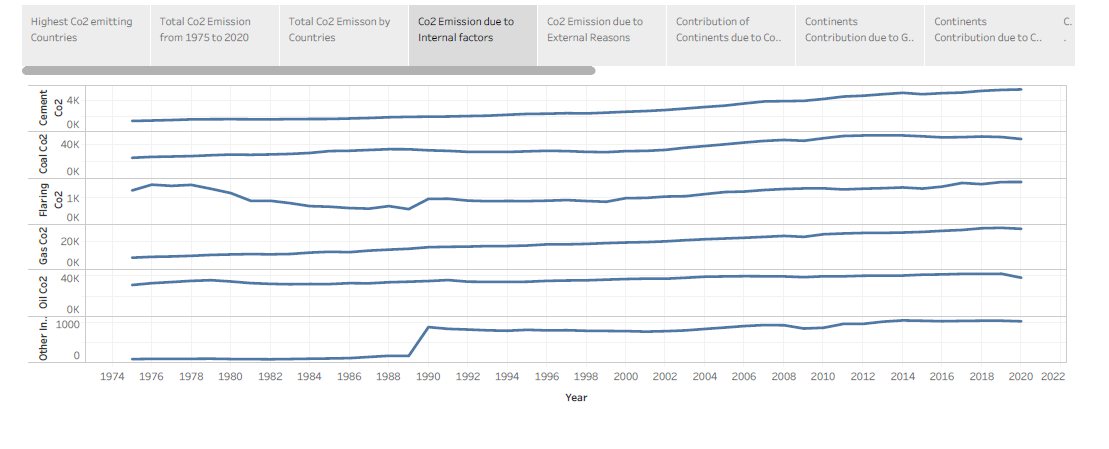 Highest Co2 emitting
Countries
Total Co2 Emission
from 1975 to 2020
Total Co2 Emisson by
Countries
Co2 Emission due to
Internal factors
Co2 Emission due to
External Reasons
Contribution of
Continents due to Co..
Continents
Contribution due to G..
Continents
Contribution due to C..
C.
.
Cement
Co2
4K
0K
Coal Co2
40K
0K
Flaring
Co2
1K
0K
Gas Co2
20K
0K
Oil Co2
40K
0K
Other In..
1000
0
1974 1976 1978 1980 1982 1984 1986 1988 1990 1992 1994 1996 1998 2000 2002 2004 2006 2008 2010 2012 2014 2016 2018 2020 2022
Year